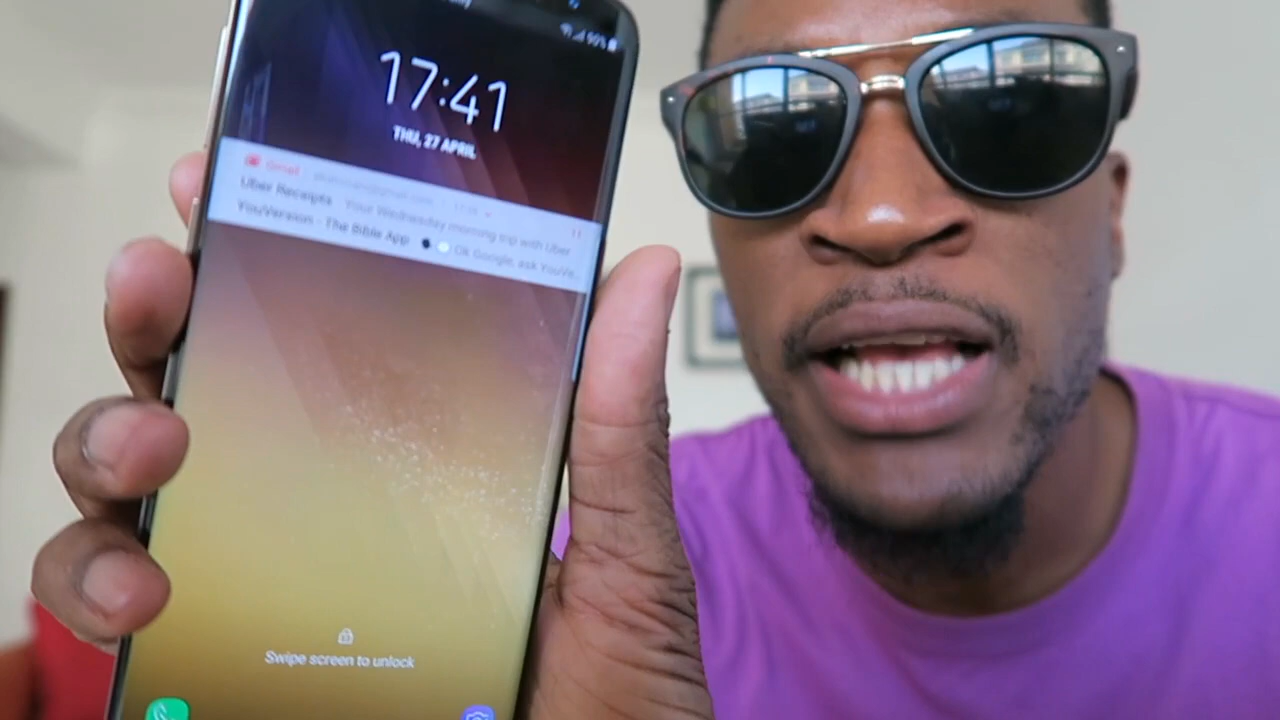 90%
17:41
THU, 27 APRIL
Gmail
Uber Receipts Your Wednesday morning trip with Uber
YouVersion - The Bible App Ok Google, ask YouVe...
Swipe screen to unlock